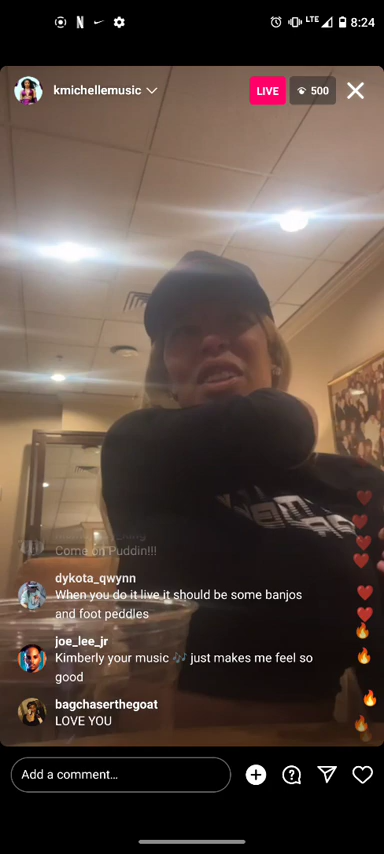 LTE 8:24
kmichellemusic
LIVE
500
Come on Puddin!!!
dykota_qwynn
When you do it live it should be some banjos
and foot peddles
joe_lee_jr
Kimberly your music 🎶 just makes me feel so
good
bagchaserthegoat
LOVE YOU
Add a comment...